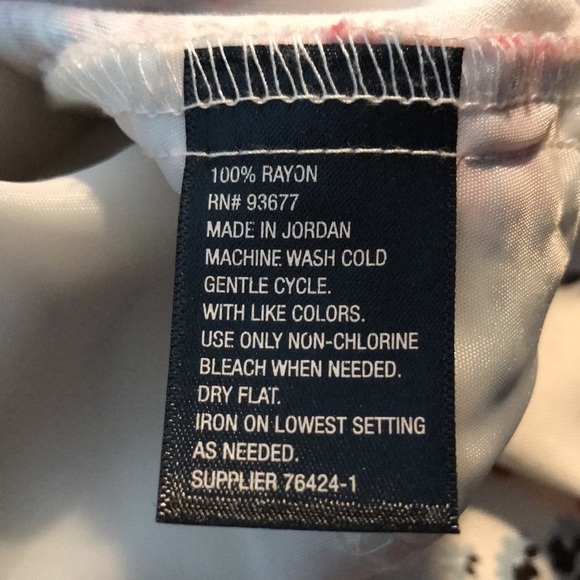 100% RAYON
RN# 93677
MADE IN JORDAN
MACHINE WASH COLD
GENTLE CYCLE.
WITH LIKE COLORS.
USE ONLY NON-CHLORINE
BLEACH WHEN NEEDED.
DRY FLAT.
IRON ON LOWEST SETTING
AS NEEDED.
SUPPLIER 76424-1